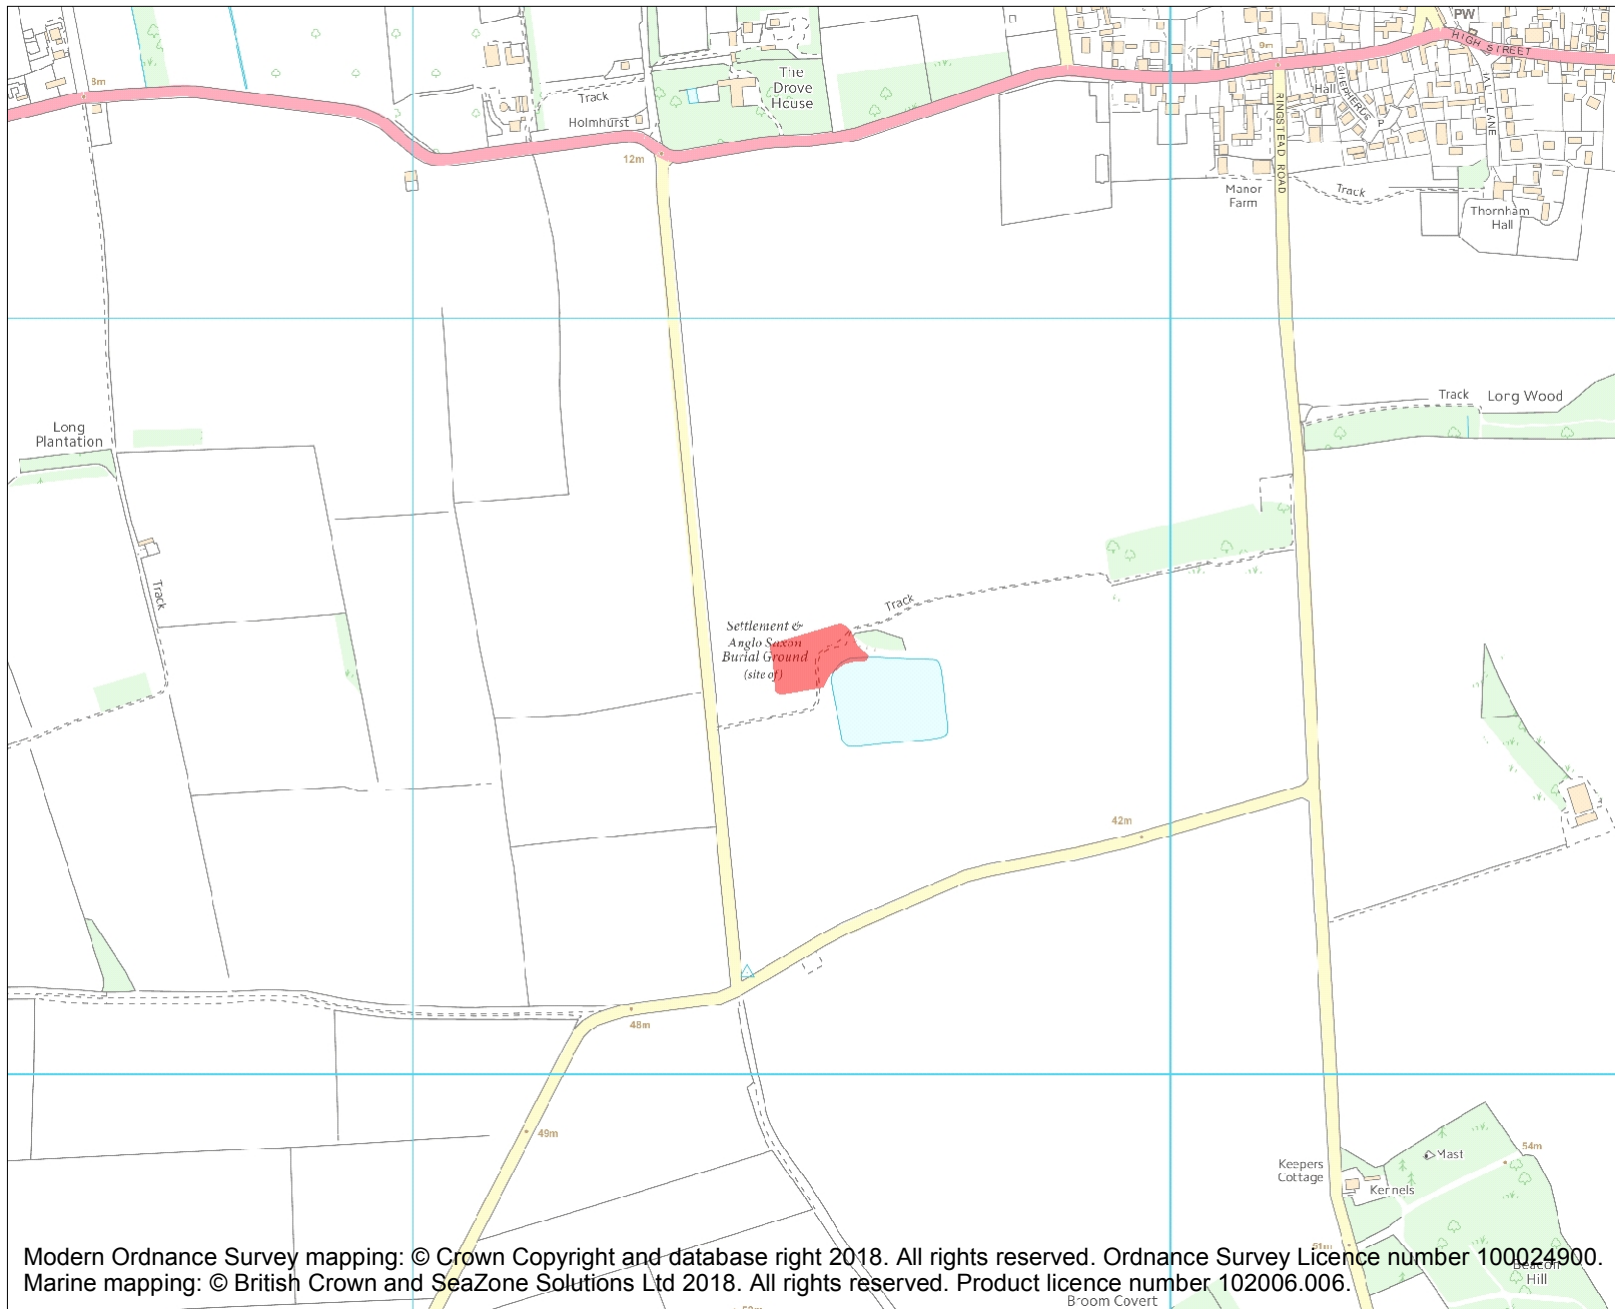 PW
HIGH STREET
9m
8m
The
Drove
House
Track
Holmhurst
12m
Hall
SHEPHERDS
LANE
RINGSTEAD ROAD
Manor
Farm
Track
Thornham
Hall
Track
Long Wood
Long
Plantation
Track
Track
Settlement &
Anglo Saxon
Burial Ground
(site of)
42m
48m
49m
Keepers
Cottage
Mast
54m
Kernels
51m
Beacon
Hill
Modern Ordnance Survey mapping: © Crown Copyright and database right 2018. All rights reserved. Ordnance Survey Licence number 100024900.
Marine mapping: © British Crown and SeaZone Solutions Ltd 2018. All rights reserved. Product licence number 102006.006.
Broom Covert